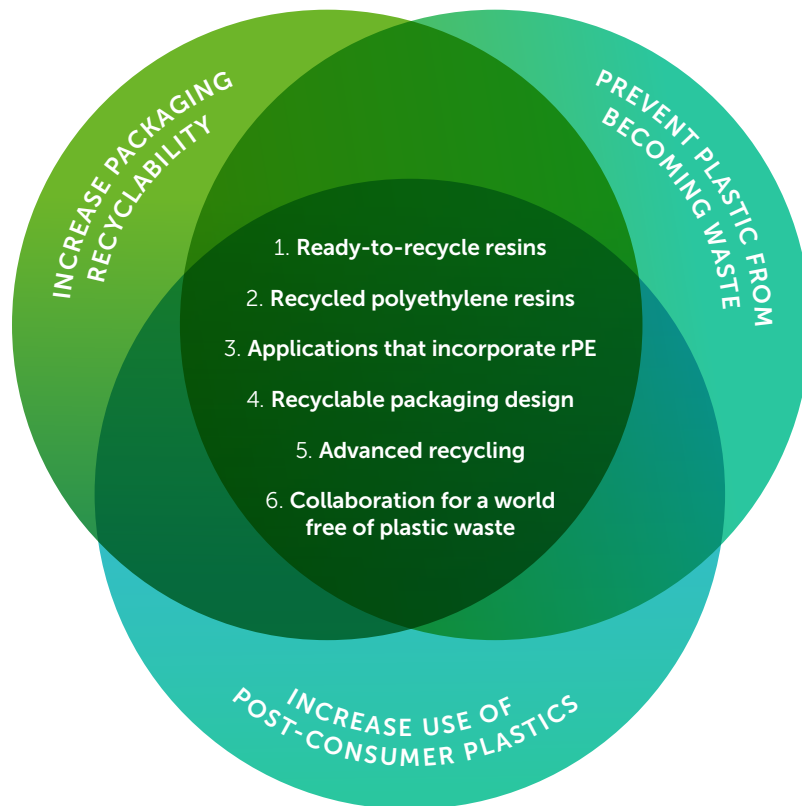 INCREASE PACKAGING
RECYCLABILITY
PREVENT PLASTIC FROM
BECOMING WASTE
1. Ready-to-recycle resins
2. Recycled polyethylene resins
3. Applications that incorporate rPE
4. Recyclable packaging design
5. Advanced recycling
6. Collaboration for a world
free of plastic waste
INCREASE USE OF
POST-CONSUMER PLASTICS